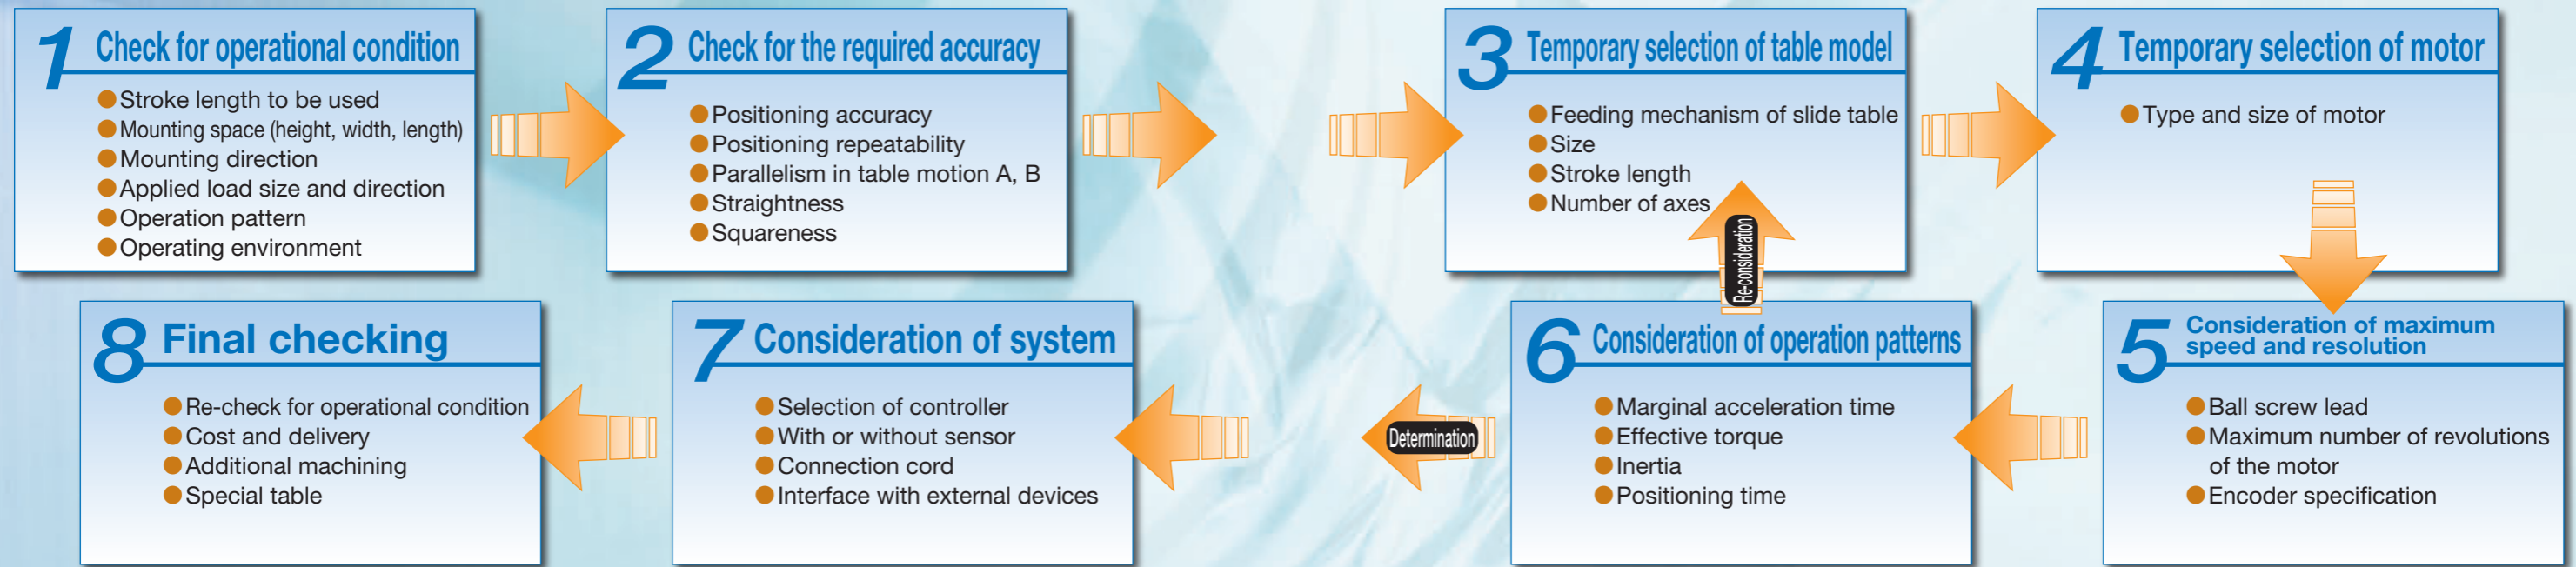 1 Check for operational condition
●Stroke length to be used
●Mounting space (height, width, length)
●Mounting direction
●Applied load size and direction
●Operation pattern
●Operating environment
2 Check for the required accuracy
●Positioning accuracy
●Positioning repeatability
●Parallelism in table motion A, B
●Straightness
●Squareness
3 Temporary selection of table model
●Feeding mechanism of slide table
●Size
●Stroke length
●Number of axes
4 Temporary selection of motor
●Type and size of motor
5 Consideration of maximum
speed and resolution
●Ball screw lead
●Maximum number of revolutions
of the motor
●Encoder specification
6 Consideration of operation patterns
●Marginal acceleration time
●Effective torque
●Inertia
●Positioning time
Re-consideration
Determination
7 Consideration of system
●Selection of controller
●With or without sensor
●Connection cord
●Interface with external devices
8 Final checking
●Re-check for operational condition
●Cost and delivery
●Additional machining
●Special table